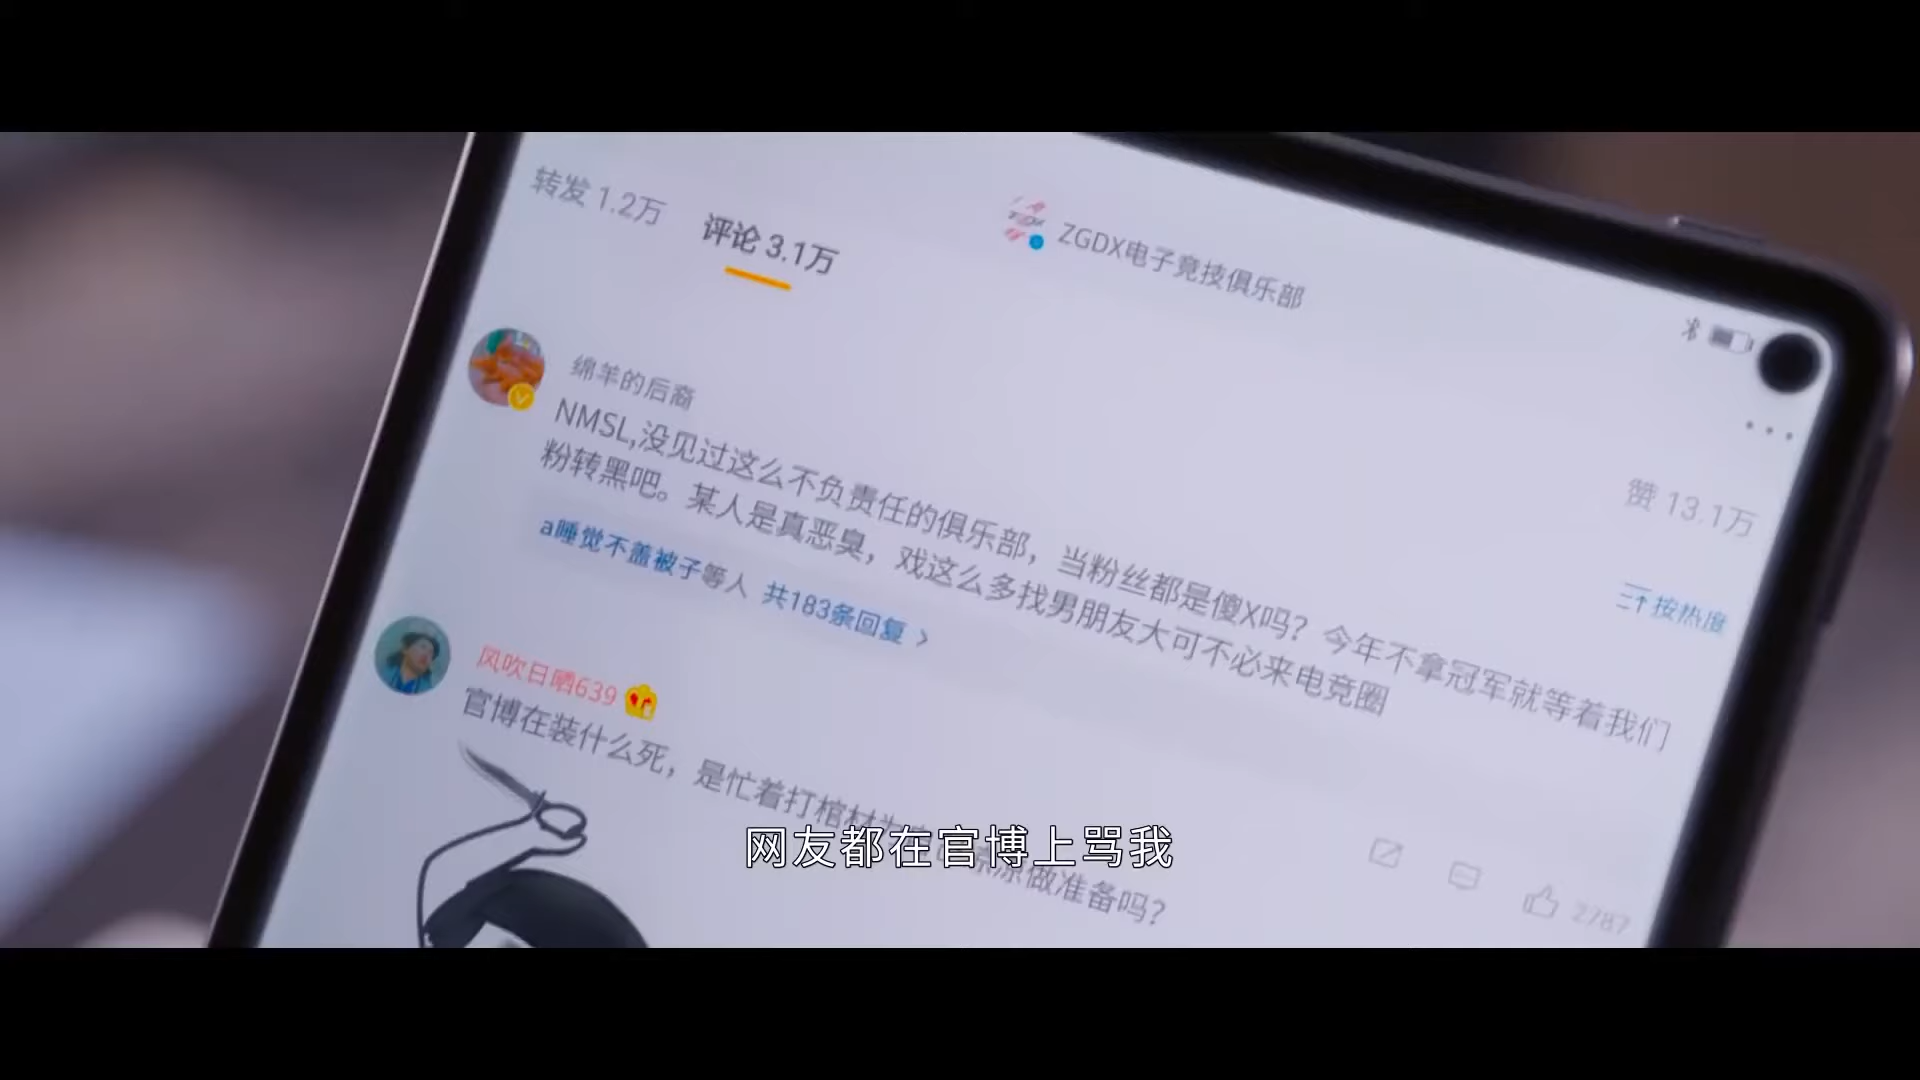 转发 1.2万
评论 3.1万
ZGDX电子竞技俱乐部
赞 13.1万
按热度
绵羊的后裔
NMSL,没见过这么不负责任的俱乐部，当粉丝都是傻X吗？今年不拿冠军就等着我们
粉转黑吧。某人是真恶臭，戏这么多找男朋友大可不必来电竞圈
a睡觉不盖被子等人 共183条回复 >
风吹日晒639
官博在装什么死，是忙着打棺材
做准备吗？
2787
网友都在官博上骂我